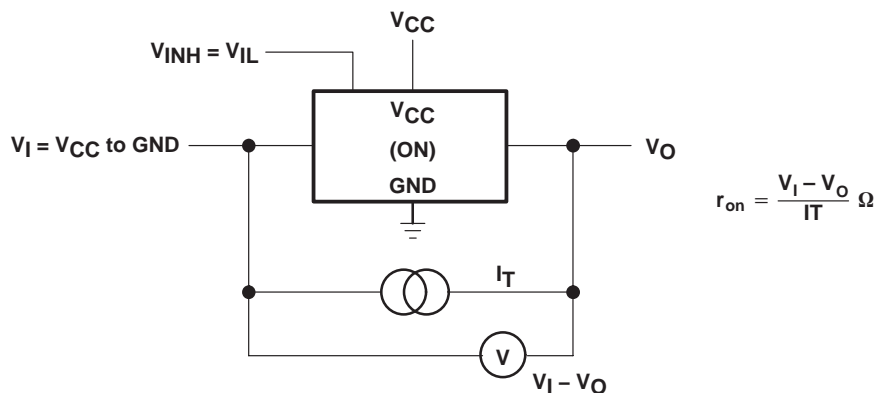 VCC
VINH = VIL
VCC
VI = VCC to GND
(ON)
VO
GND
ron = VI – VO / IT Ω
IT
V
VI – VO